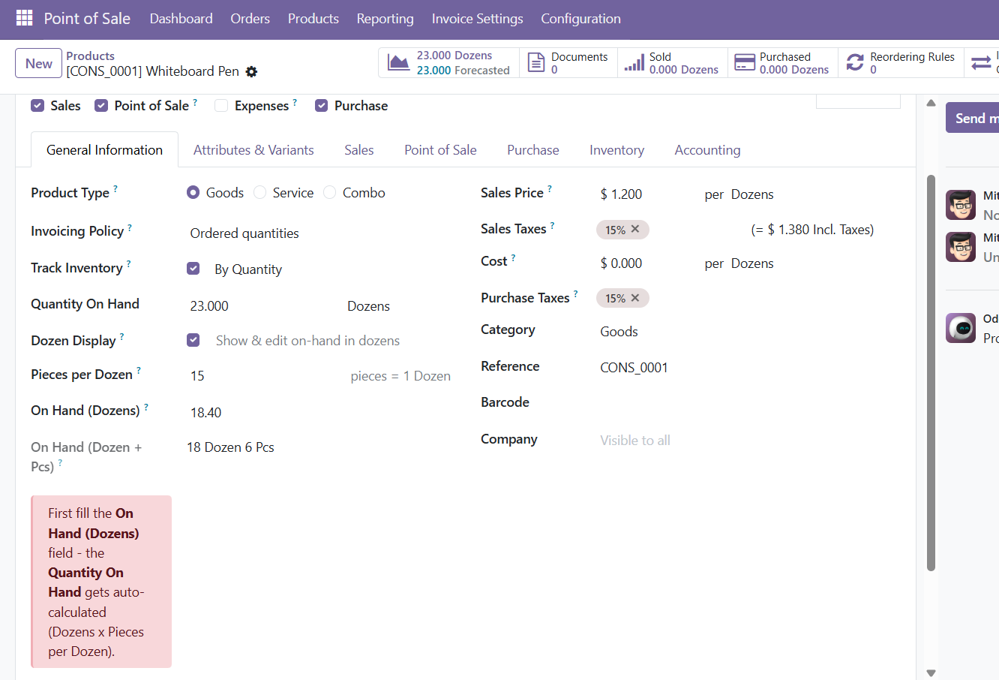 Point of Sale Dashboard Orders Products Reporting Invoice Settings Configuration
New
Products
[CONS_0001] Whiteboard Pen
23.000 Dozens
23.000 Forecasted
Documents
0
Sold
0.000 Dozens
Purchased
0.000 Dozens
Reordering Rules
0
Sales Point of Sale ? Expenses ? Purchase
Send m
General Information Attributes & Variants Sales Point of Sale Purchase Inventory Accounting
Product Type ? Goods Service Combo
Invoicing Policy ? Ordered quantities
Track Inventory ? By Quantity
Quantity On Hand 23.000 Dozens
Dozen Display ? Show & edit on-hand in dozens
Pieces per Dozen ? 15 pieces = 1 Dozen
On Hand (Dozens) ? 18.40
On Hand (Dozen +
Pcs) ?
18 Dozen 6 Pcs
First fill the On
Hand (Dozens)
field - the
Quantity On
Hand gets auto-
calculated
(Dozens x Pieces
per Dozen).
Sales Price ? $ 1.200 per Dozens
Sales Taxes ? 15% (= $ 1.380 Incl. Taxes)
Cost ? $ 0.000 per Dozens
Purchase Taxes ? 15%
Category Goods
Reference CONS_0001
Barcode
Company Visible to all
Mit
No
Mit
Un
Od
Pro